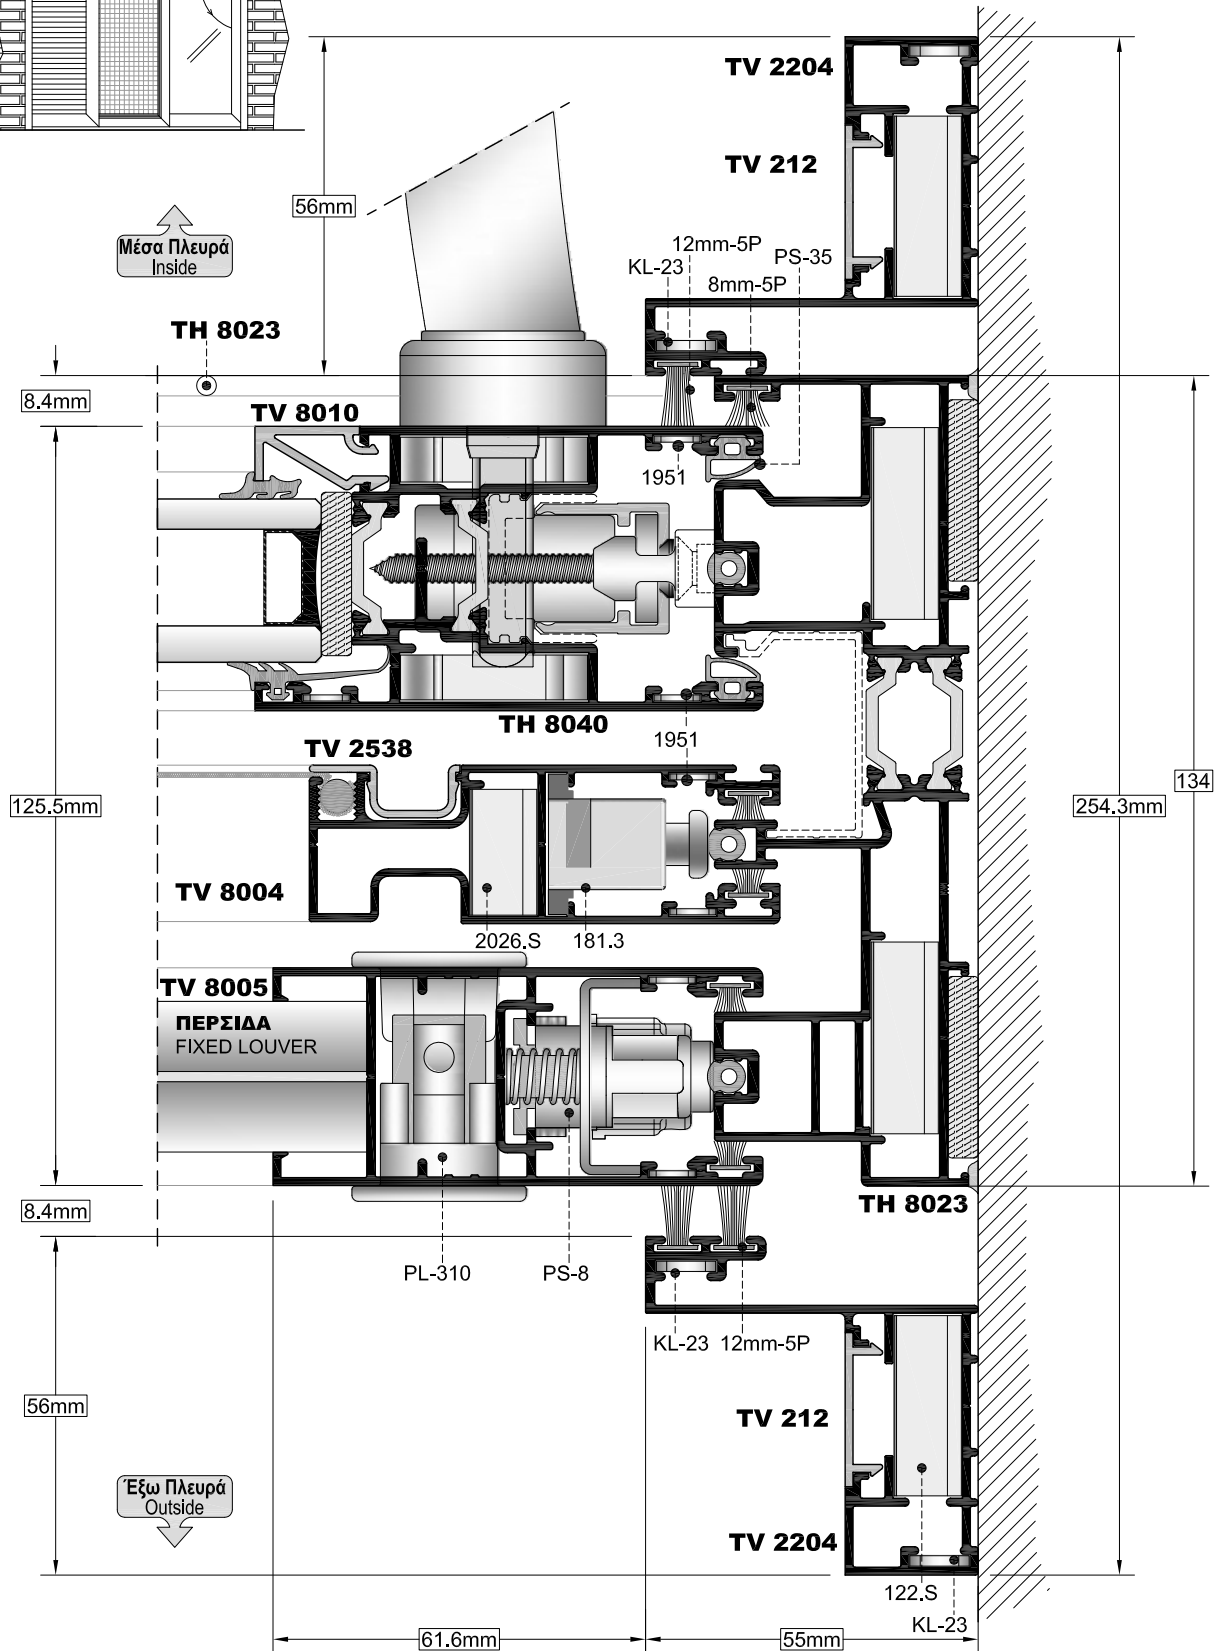 TV 2204
TV 212
56mm
Μέσα Πλευρά
Inside
12mm-5P
KL-23
PS-35
8mm-5P
TH 8023
8.4mm
TV 8010
1951
TH 8040
1951
TV 2538
125.5mm
134
254.3mm
TV 8004
2026.S
181.3
TV 8005
ΠΕΡΣΙΔΑ
FIXED LOUVER
TH 8023
8.4mm
PL-310
PS-8
KL-23
12mm-5P
56mm
TV 212
Έξω Πλευρά
Outside
TV 2204
122.S
KL-23
61.6mm
55mm